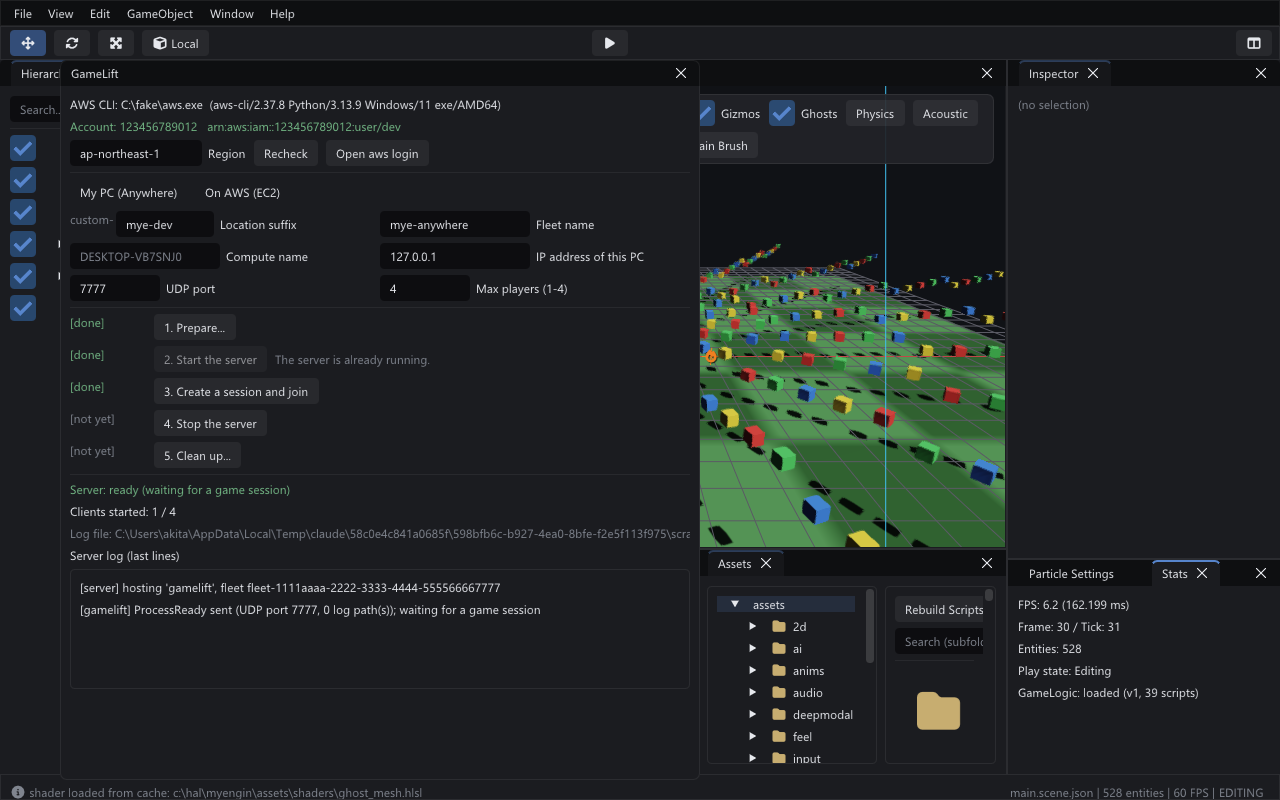 File View Edit GameObject Window Help
Local
Hierarc
GameLift
Inspector
Search...
AWS CLI: C:\fake\aws.exe (aws-cli/2.37.8 Python/3.13.9 Windows/11 exe/AMD64)
(no selection)
Account: 123456789012 arn:aws:iam::123456789012:user/dev
Gizmos Ghosts Physics Acoustic
ap-northeast-1 Region Recheck Open aws login
ain Brush
My PC (Anywhere) On AWS (EC2)
custom- mye-dev Location suffix mye-anywhere Fleet name
DESKTOP-VB7SNJ0 Compute name 127.0.0.1 IP address of this PC
7777 UDP port 4 Max players (1-4)
[done] 1. Prepare...
[done] 2. Start the server The server is already running.
[done] 3. Create a session and join
[not yet] 4. Stop the server
[not yet] 5. Clean up...
Server: ready (waiting for a game session)
Clients started: 1 / 4
Log file: C:\Users\akita\AppData\Local\Temp\claude\58c0e4c841a0685f\598bfb6c-b927-4ea0-8bfe-f2e5f113f975\scra
Server log (last lines)
[server] hosting 'gamelift', fleet fleet-1111aaaa-2222-3333-4444-555566667777
[gamelift] ProcessReady sent (UDP port 7777, 0 log path(s)); waiting for a game session
Assets
assets
2d
ai
anims
audio
deepmodal
feel
input
Rebuild Scripts
Search (subfold
Particle Settings Stats
FPS: 6.2 (162.199 ms)
Frame: 30 / Tick: 31
Entities: 528
Play state: Editing
GameLogic: loaded (v1, 39 scripts)
shader loaded from cache: c:\hal\myengin\assets\shaders\ghost_mesh.hlsl
main.scene.json | 528 entities | 60 FPS | EDITING